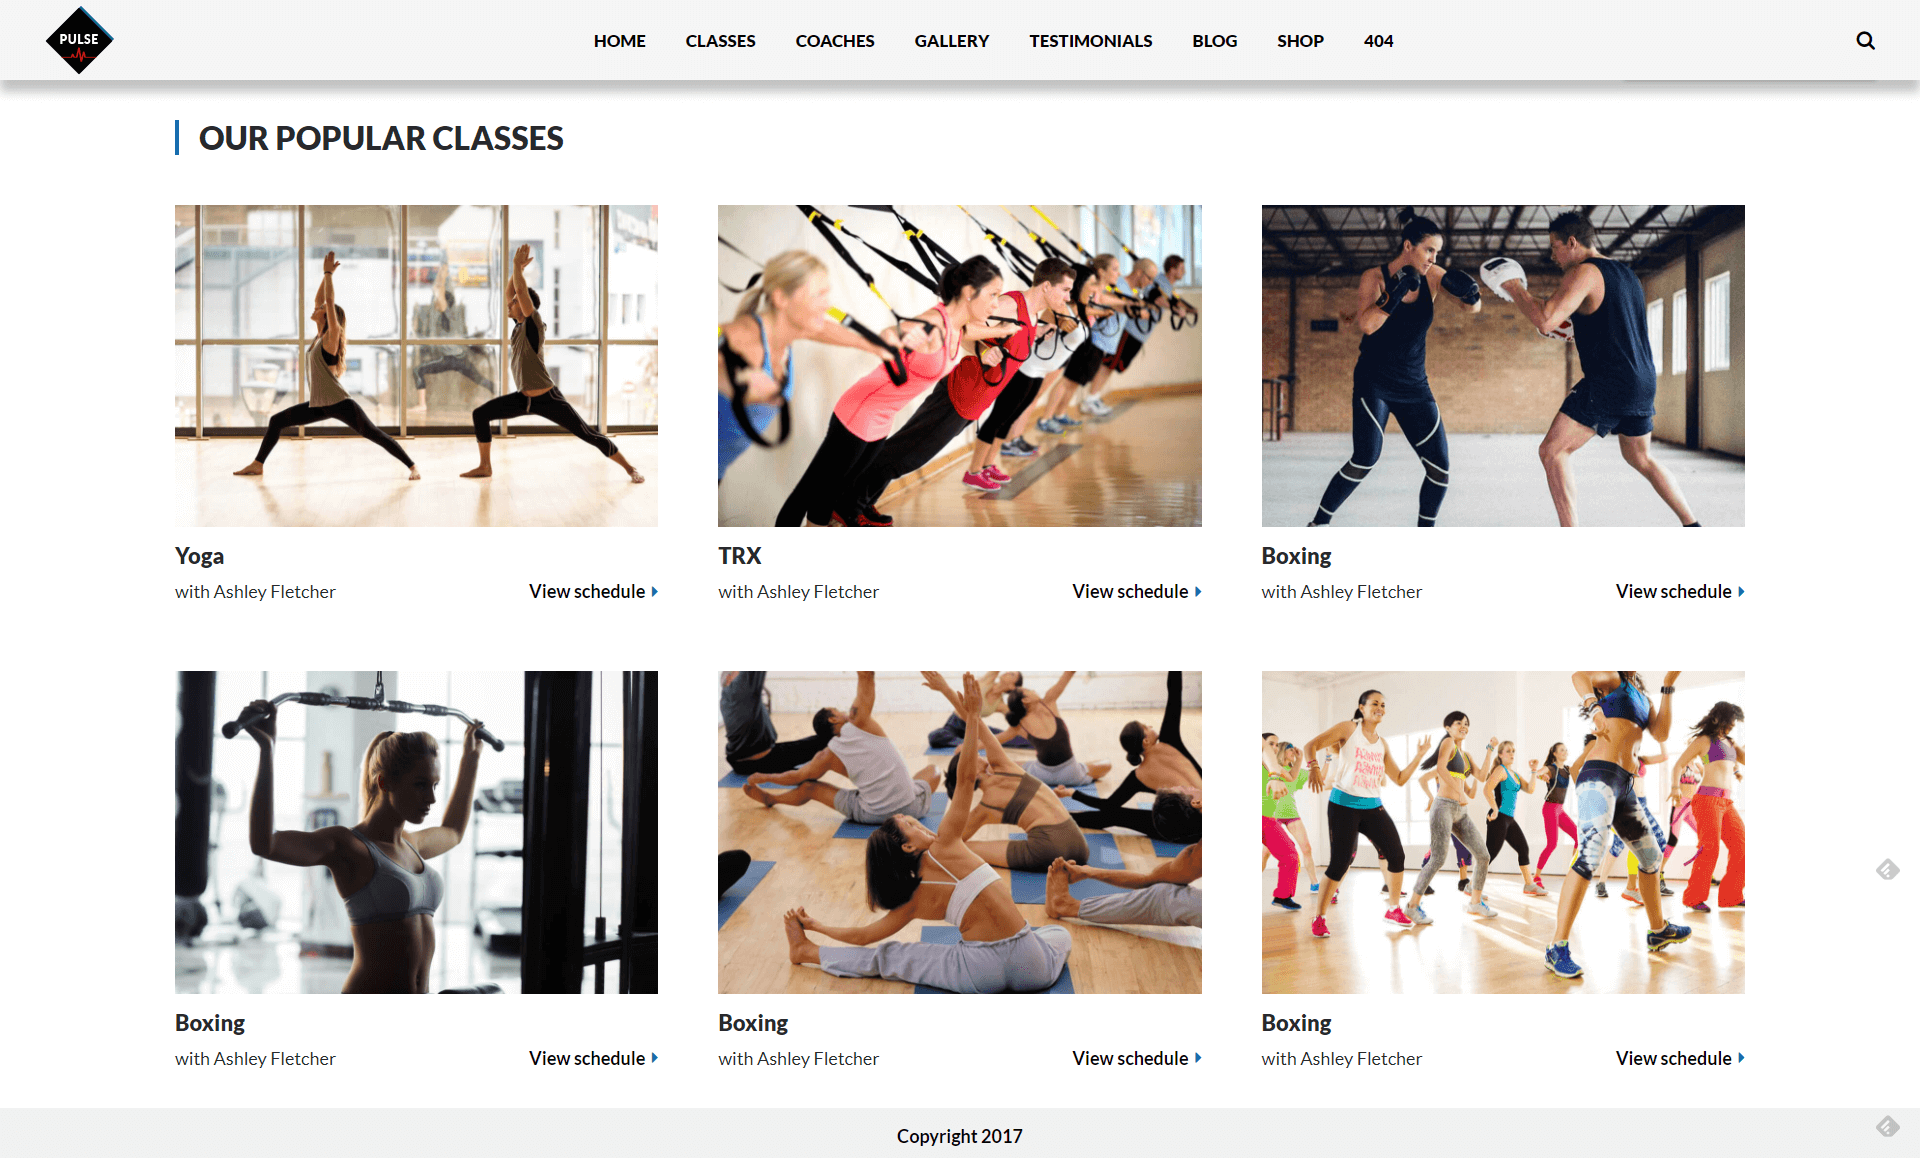 PULSE
HOME CLASSES COACHES GALLERY TESTIMONIALS BLOG SHOP 404
OUR POPULAR CLASSES
Yoga
with Ashley Fletcher View schedule
TRX
with Ashley Fletcher View schedule
Boxing
with Ashley Fletcher View schedule
Boxing
with Ashley Fletcher View schedule
Boxing
with Ashley Fletcher View schedule
Boxing
with Ashley Fletcher View schedule
Copyright 2017